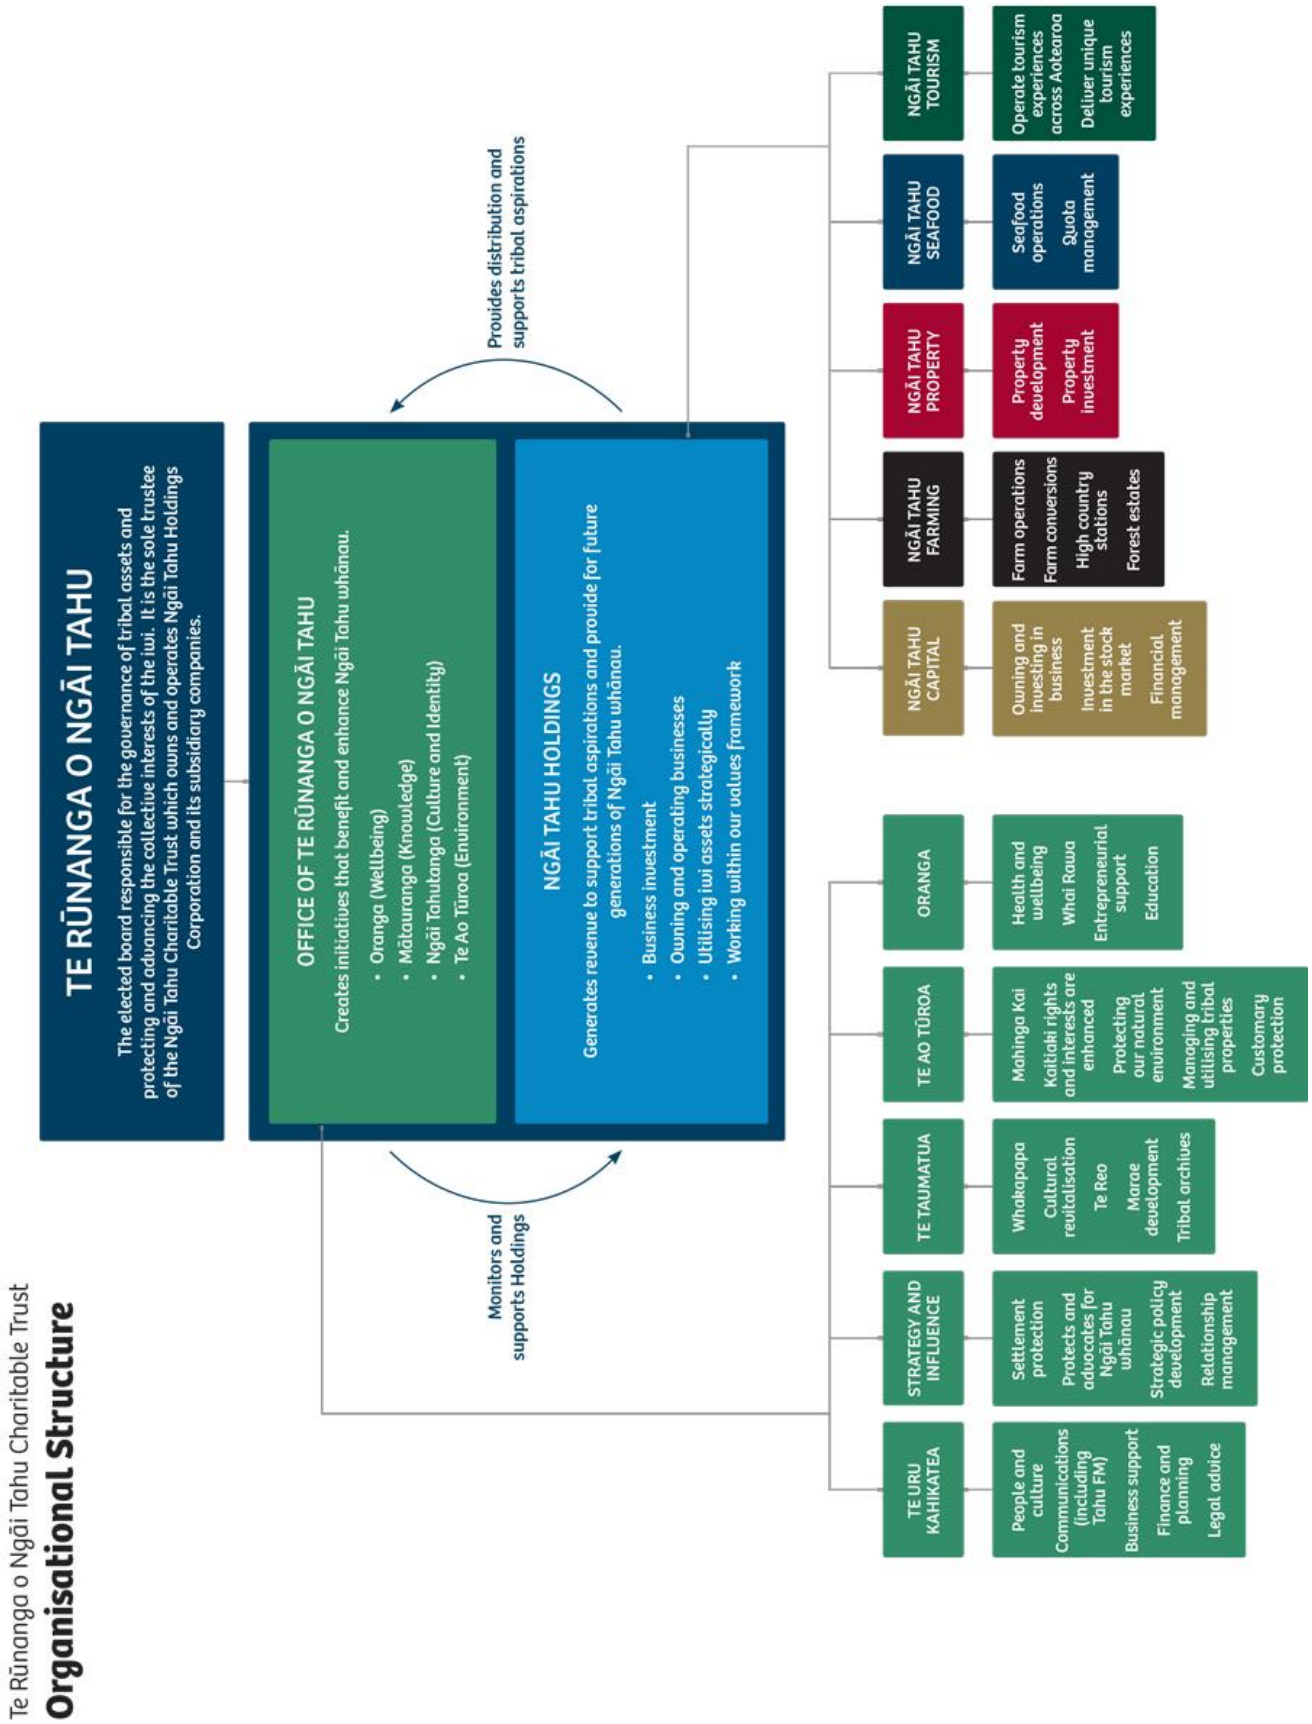 Te Rūnanga o Ngāi Tahu Charitable Trust
Organisational Structure
TE RŪNANGA O NGĀI TAHU
The elected board responsible for the governance of tribal assets and
protecting and advancing the collective interests of the iwi. It is the sole trustee
of the Ngāi Tahu Charitable Trust which owns and operates Ngāi Tahu Holdings
Corporation and its subsidiary companies.
OFFICE OF TE RŪNANGA O NGĀI TAHU
Creates initiatives that benefit and enhance Ngāi Tahu whānau.
• Oranga (Wellbeing)
• Mātauranga (Knowledge)
• Ngāi Tahutanga (Culture and Identity)
• Te Ao Tūroa (Environment)
Monitors and
supports Holdings
Provides distribution and
supports tribal aspirations
NGĀI TAHU HOLDINGS
Generates revenue to support tribal aspirations and provide for future
generations of Ngāi Tahu whānau.
• Business investment
• Owning and operating businesses
• Utilising iwi assets strategically
• Working within our values framework
TE URU
KAHIKATEA
People and
culture
Communications
(including
Tahu FM)
Business support
Finance and
planning
Legal advice
STRATEGY AND
INFLUENCE
Settlement
protection
Protects and
advocates for
Ngāi Tahu
whānau
Strategic policy
development
Relationship
management
TE TAUMATUA
Whakapapa
Cultural
revitalisation
Te Reo
Marae
development
Tribal archives
TE AO TŪROA
Mahinga Kai
Kaitiaki rights
and interests are
enhanced
Protecting
our natural
environment
Managing and
utilising tribal
properties
Customary
protection
ORANGA
Health and
wellbeing
Whai Rawa
Entrepreneurial
support
Education
NGĀI TAHU
CAPITAL
Owning and
investing in
business
Investment
in the stock
market
Financial
management
NGĀI TAHU
FARMING
Farm operations
Farm conversions
High country
stations
Forest estates
NGĀI TAHU
PROPERTY
Property
development
Property
investment
NGĀI TAHU
SEAFOOD
Seafood
operations
Quota
management
NGĀI TAHU
TOURISM
Operate tourism
experiences
across Aotearoa
Deliver unique
tourism
experiences